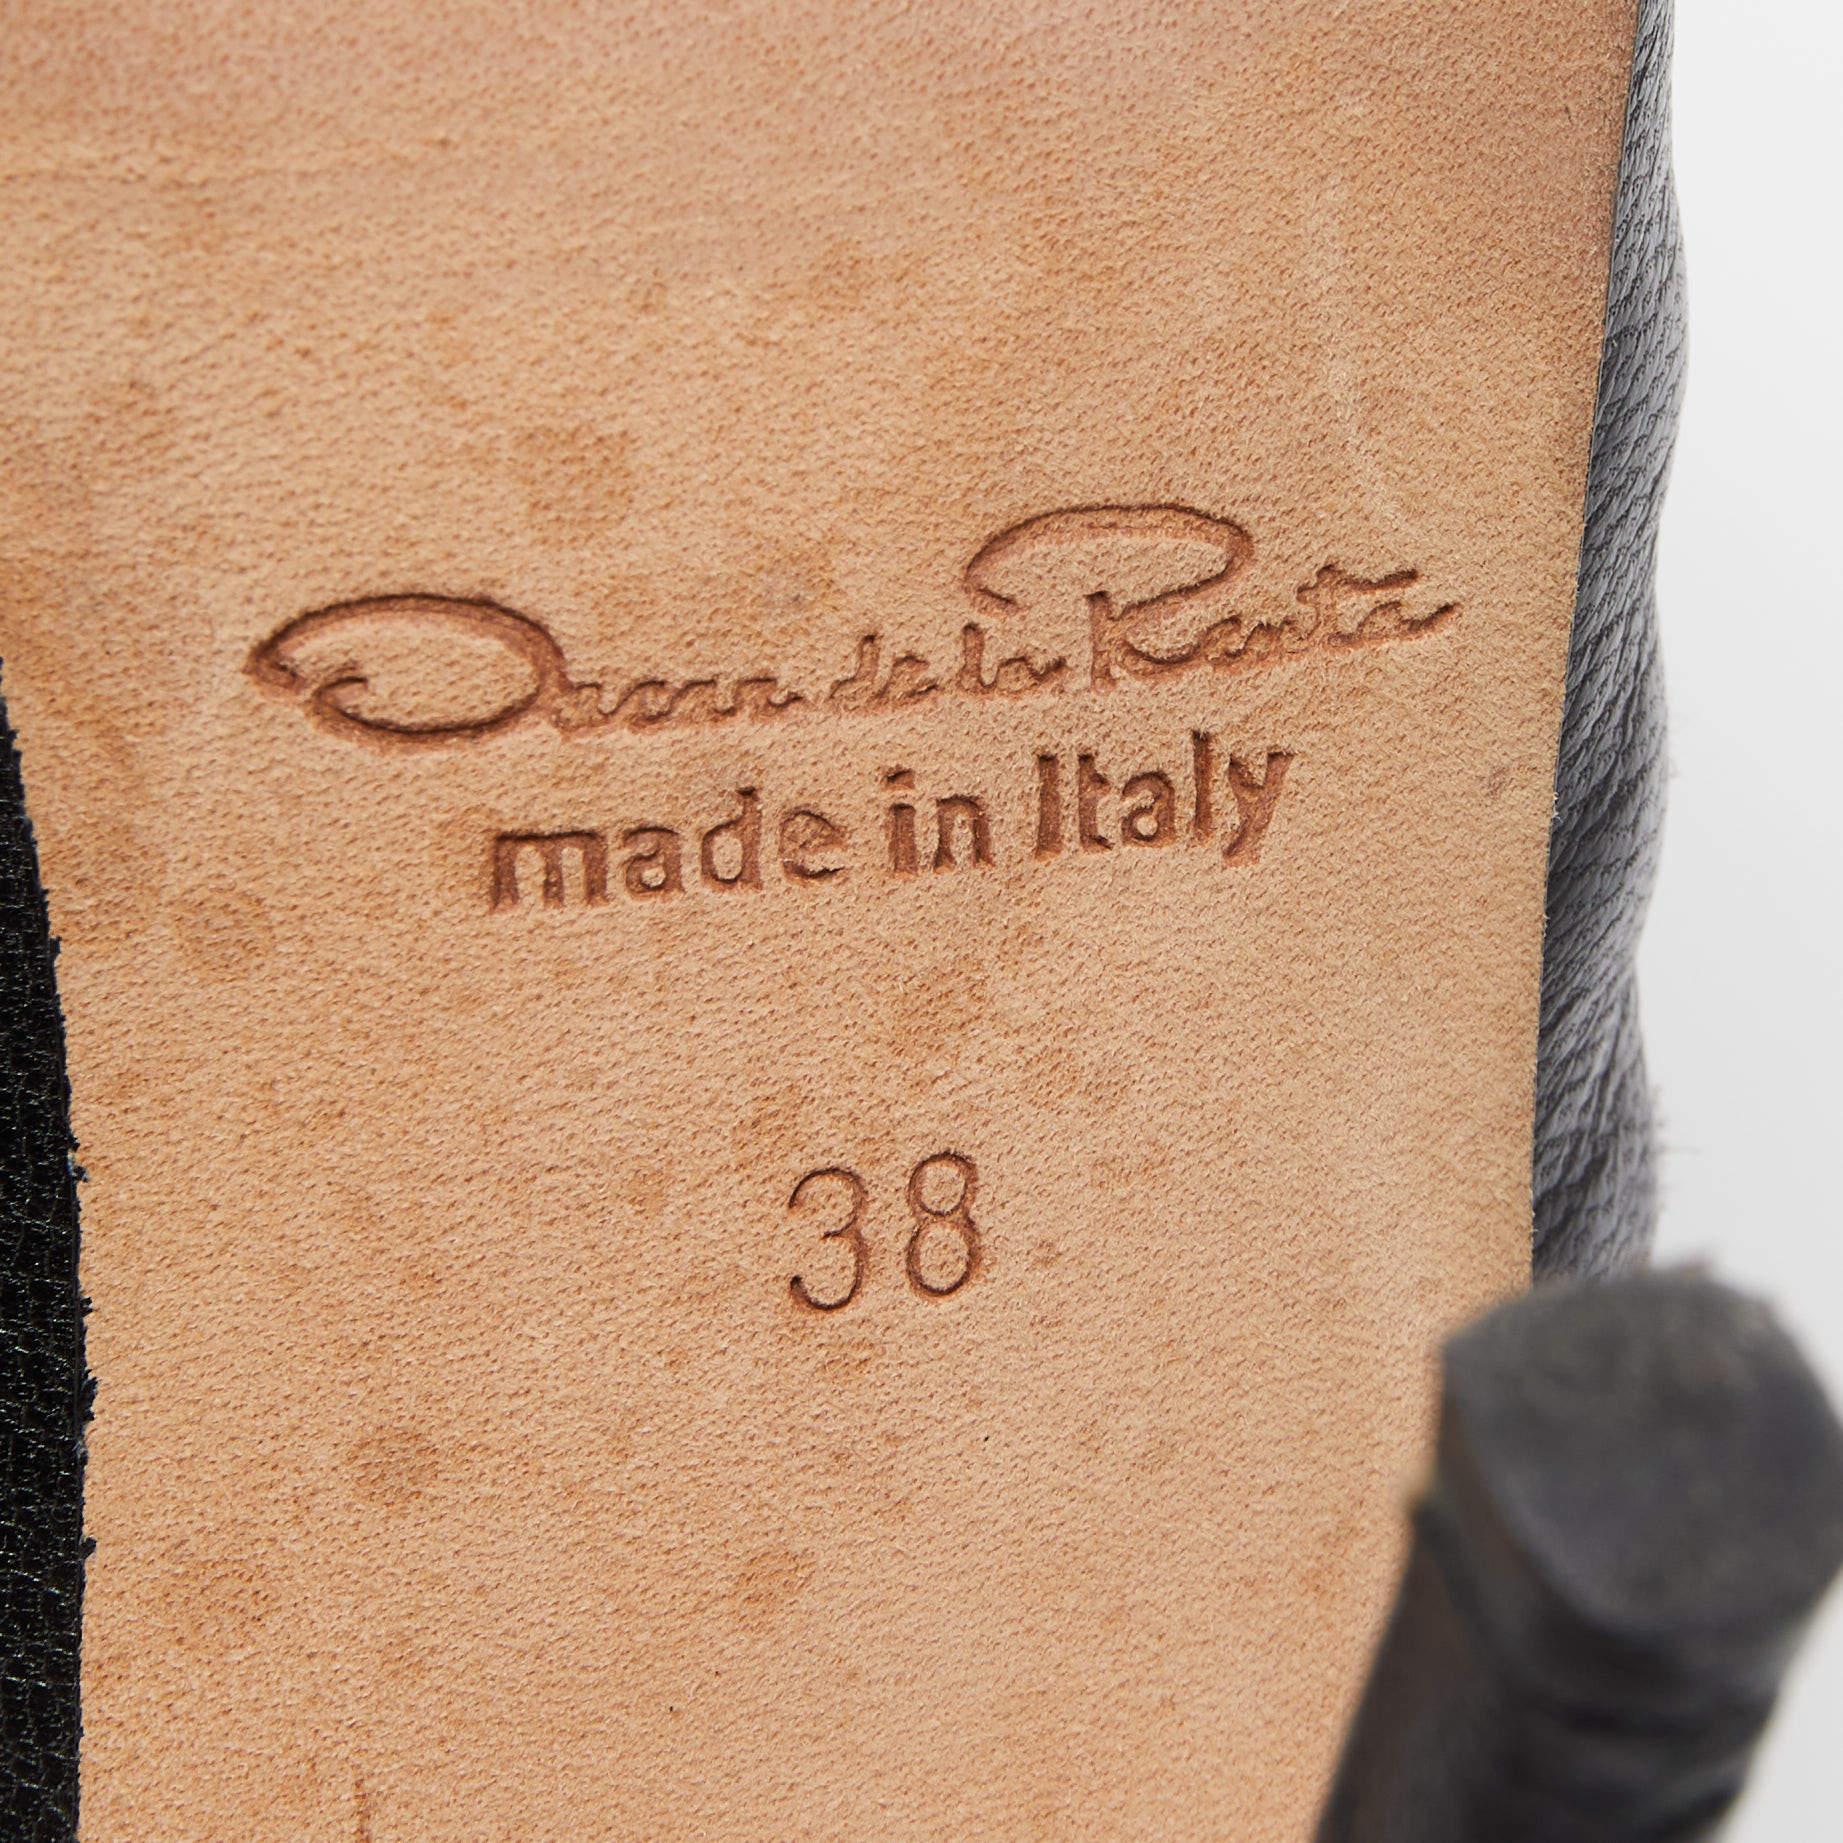 Oscar de la Renta
made in Italy
38